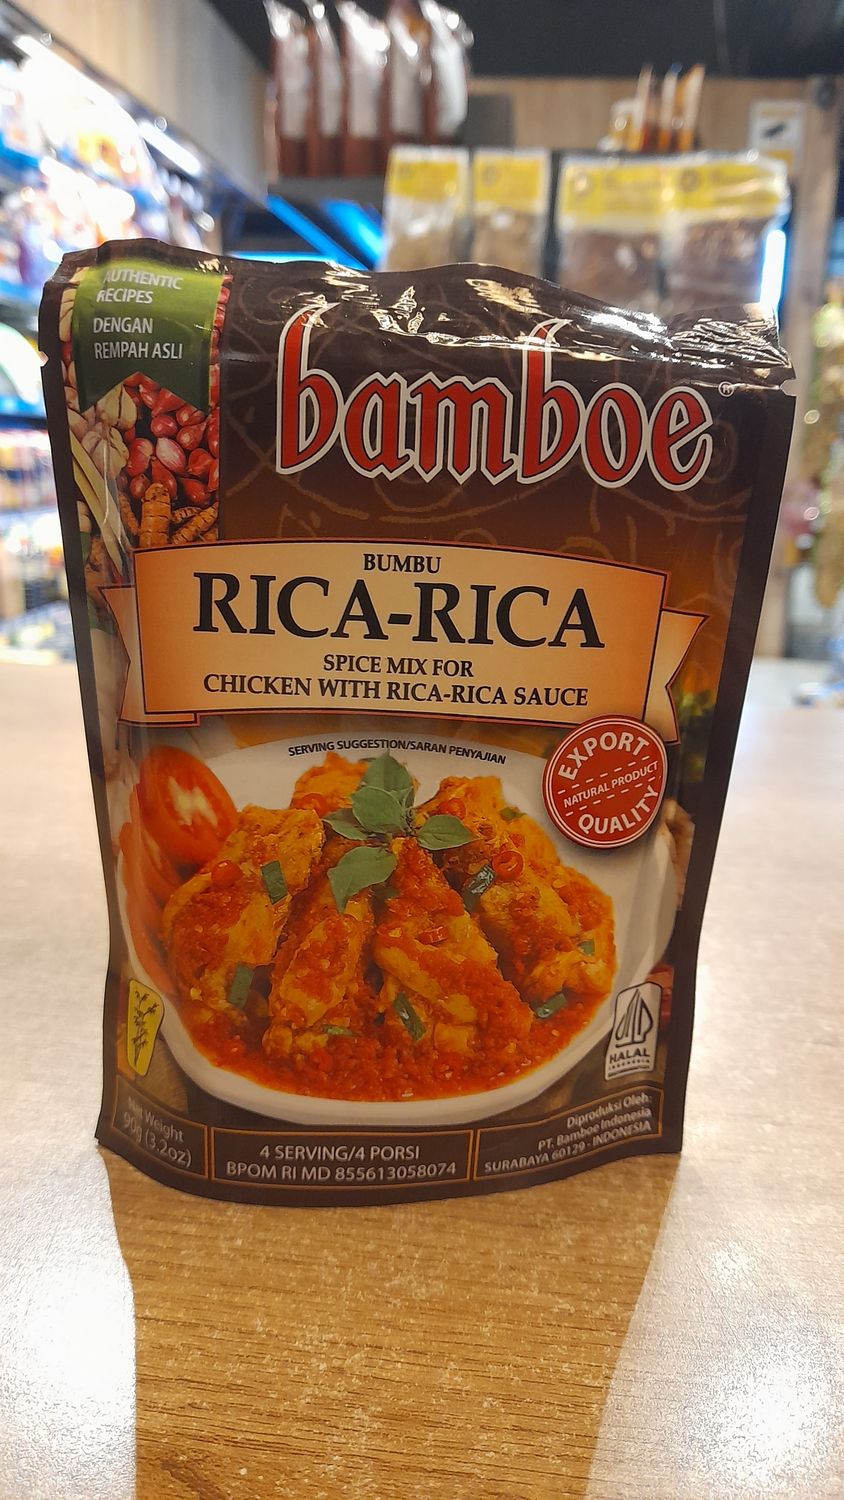 AUTHENTIC
RECIPES
DENGAN
REMPAH ASLI
bamboe
®
BUMBU
RICA-RICA
SPICE MIX FOR
CHICKEN WITH RICA-RICA SAUCE
SERVING SUGGESTION/SARAN PENYAJIAN
EXPORT
NATURAL PRODUCT
QUALITY
HALAL
INDONESIA
Net Weight
90g (3.2oz)
4 SERVING/4 PORSI
BPOM RI MD 855613058074
Diproduksi Oleh:
PT. Bamboe Indonesia
SURABAYA 60129 - INDONESIA